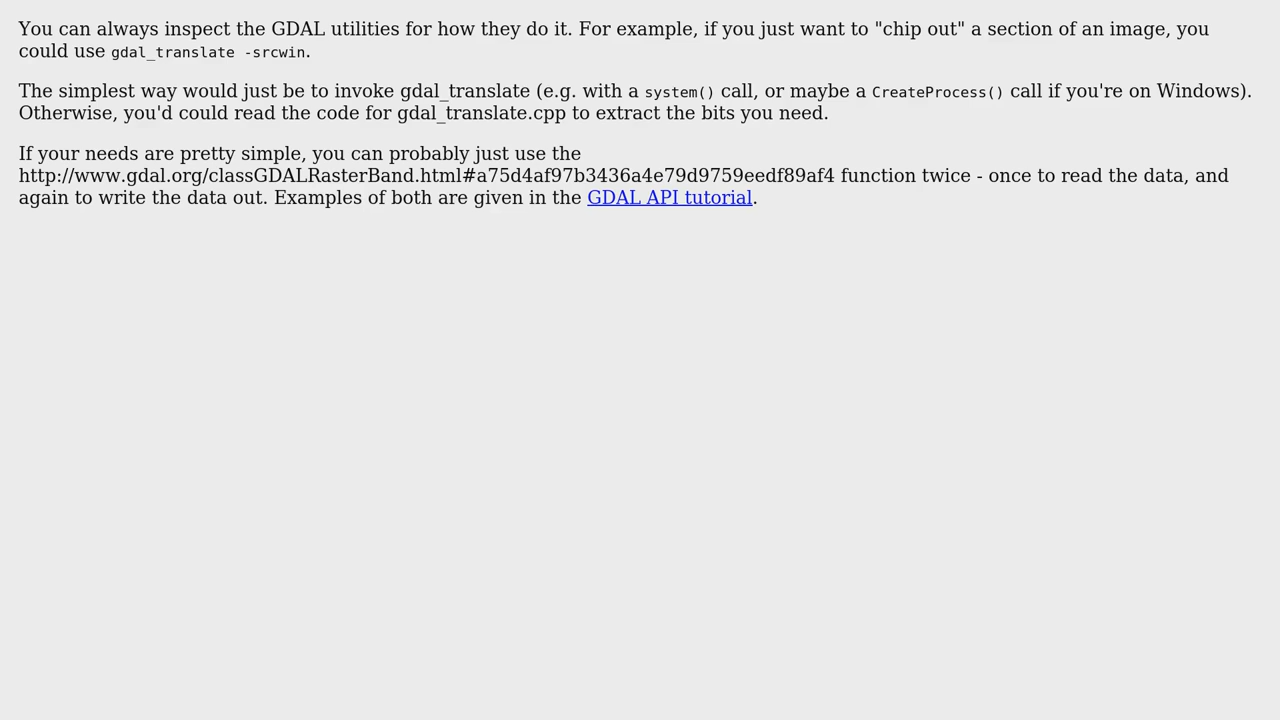 You can always inspect the GDAL utilities for how they do it. For example, if you just want to "chip out" a section of an image, you
could use gdal_translate -srcwin.
The simplest way would just be to invoke gdal_translate (e.g. with a system() call, or maybe a CreateProcess() call if you're on Windows).
Otherwise, you'd could read the code for gdal_translate.cpp to extract the bits you need.
If your needs are pretty simple, you can probably just use the
http://www.gdal.org/classGDALRasterBand.html#a75d4af97b3436a4e79d9759eedf89af4 function twice - once to read the data, and
again to write the data out. Examples of both are given in the GDAL API tutorial.